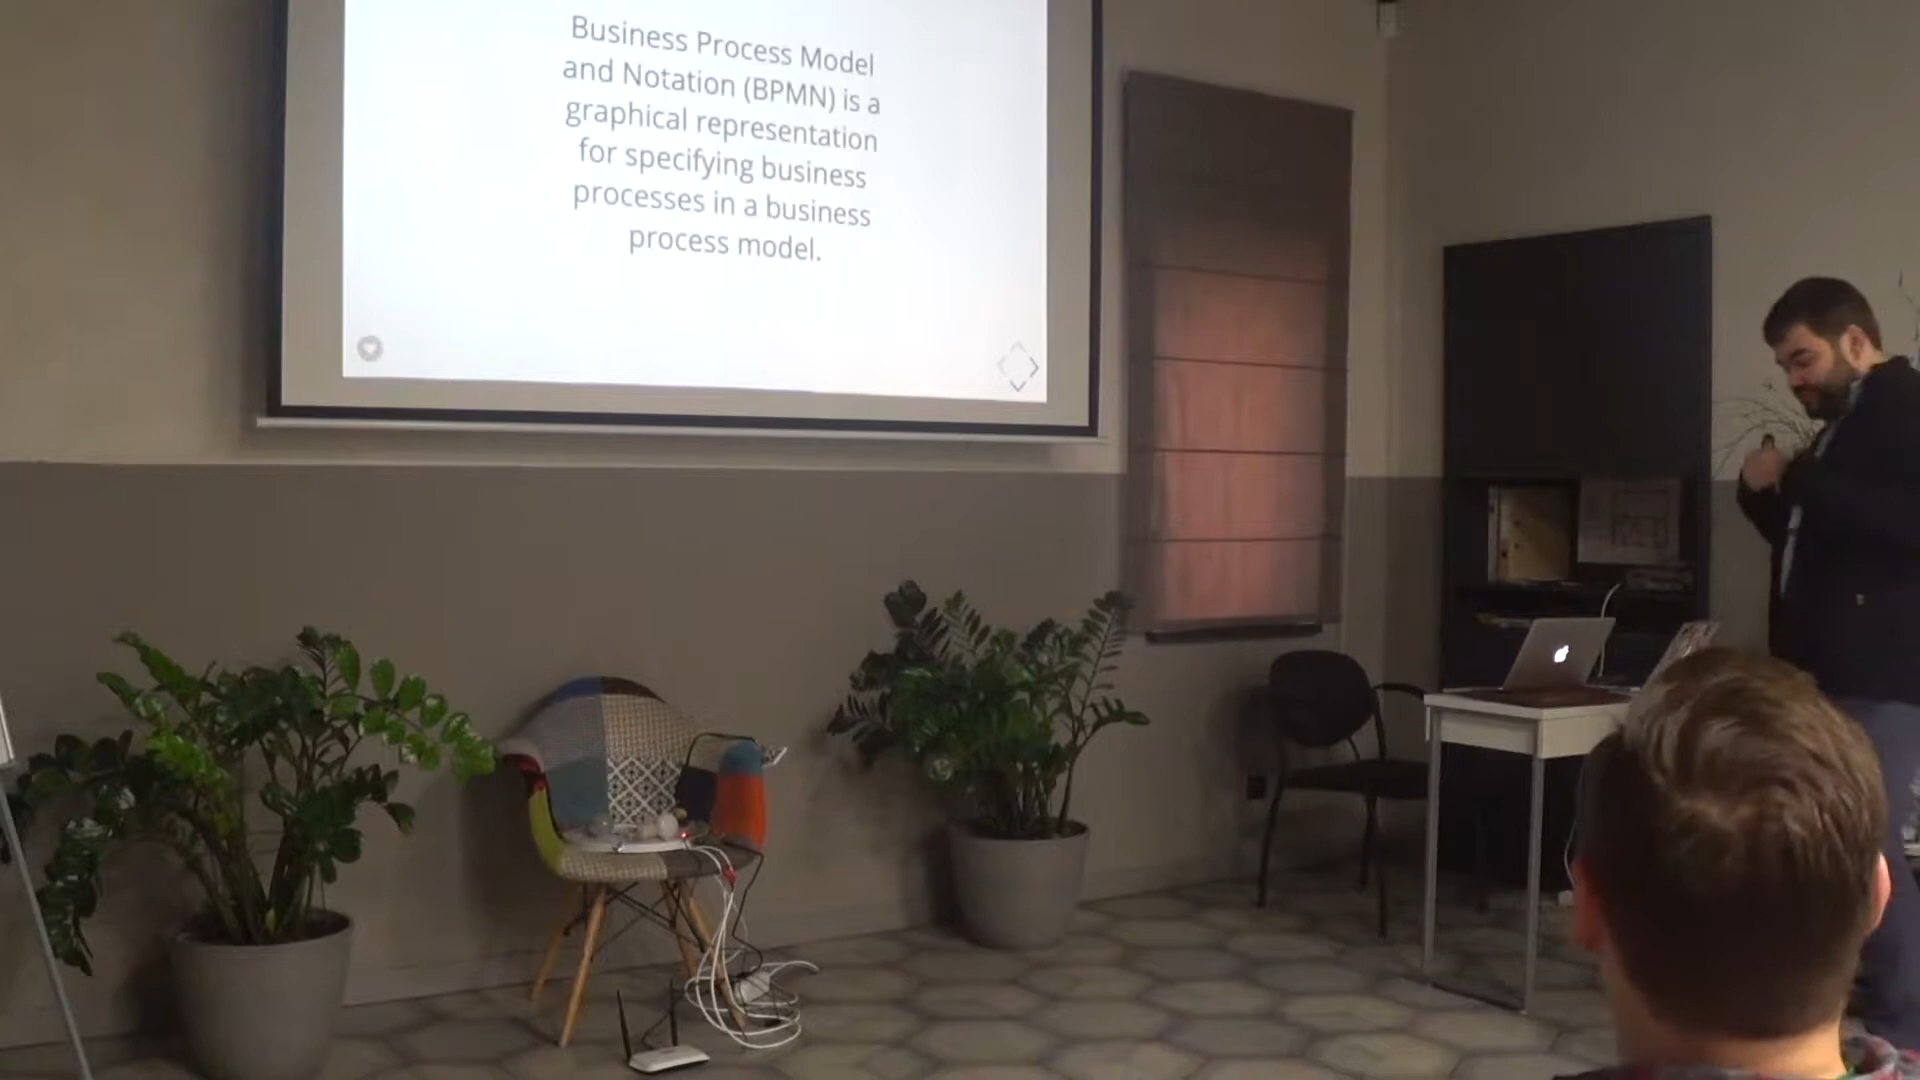 Business Process Model
and Notation (BPMN) is a
graphical representation
for specifying business
processes in a business
process model.